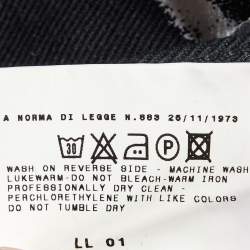 A NORMA DI LEGGE N.883 26/11/1973
30 P
WASH ON REVERSE SIDE - MACHINE WASH
LUKEWARM-DO NOT BLEACH-WARM IRON
PROFESSIONALLY DRY CLEAN -
PERCHLORETHYLENE WITH LIKE COLORS
DO NOT TUMBLE DRY
LL 01